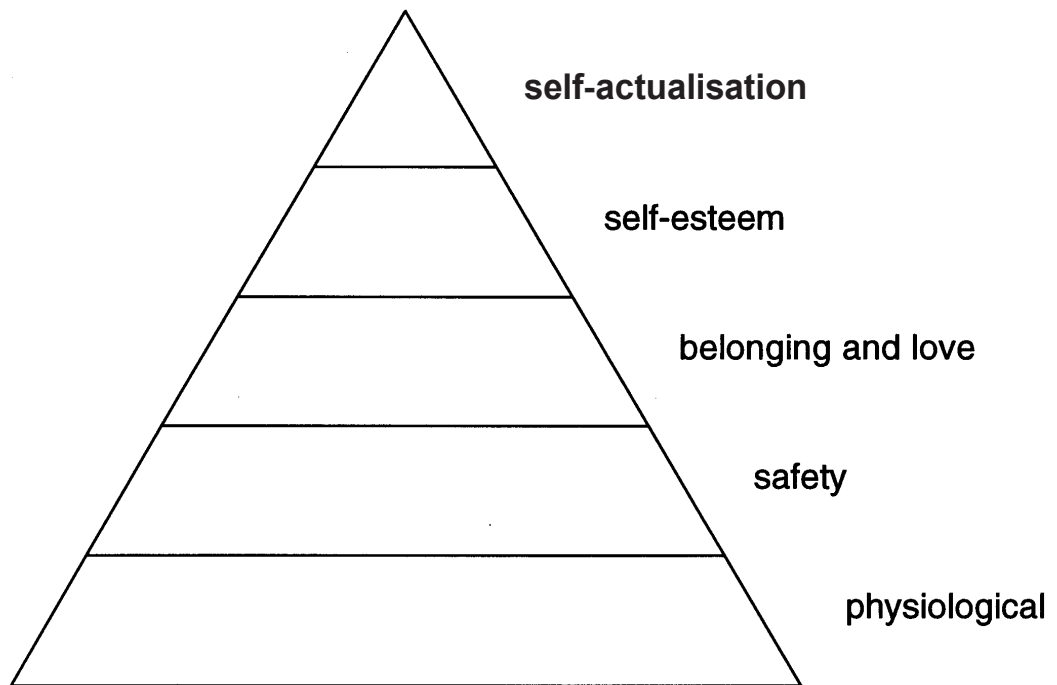 self-actualisation
self-esteem
belonging and love
safety
physiological